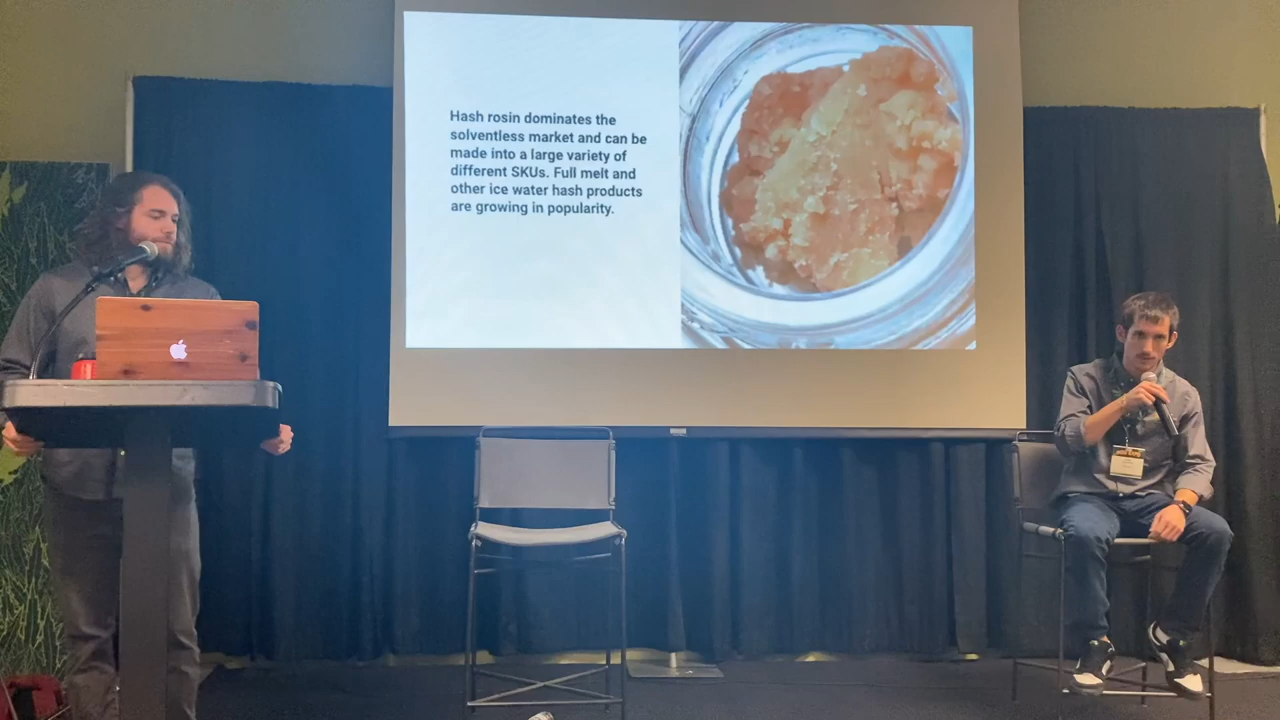 Hash rosin dominates the
solventless market and can be
made into a large variety of
different SKUs. Full melt and
other ice water hash products
are growing in popularity.